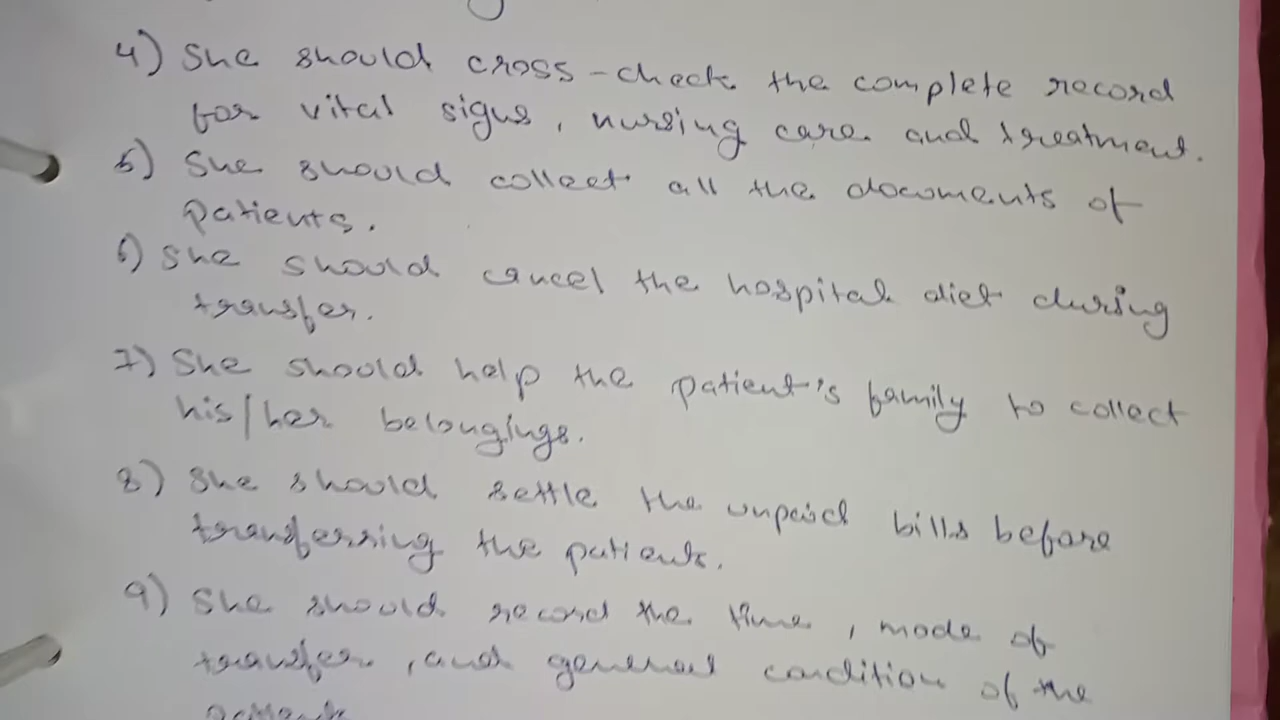 4) She should cross-check the complete record
for vital signs, nursing care and treatment.
5) She should collect all the documents of
patients.
6) She should cancel the hospital diet during
transfer.
7) She should help the patient's family to collect
his/her belongings.
8) She should settle the unpaid bills before
transferring the patient.
9) She should record the time, mode of
transfer, and general condition of the